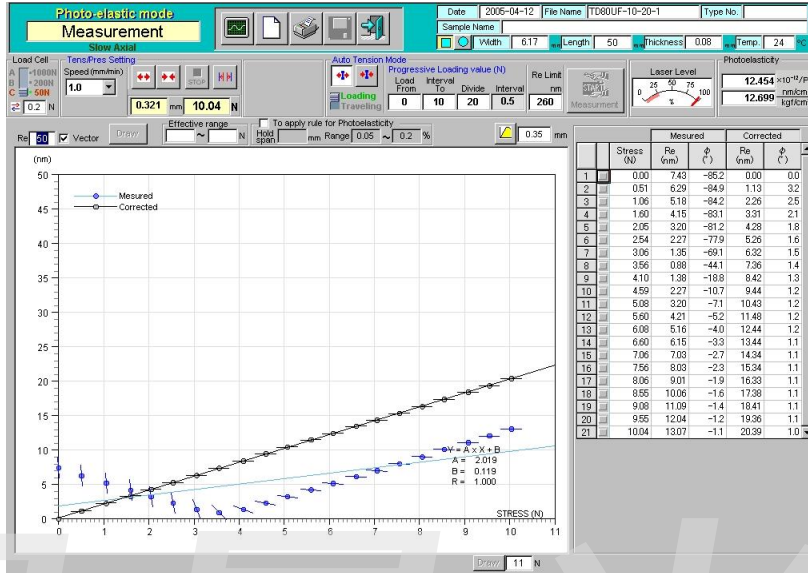 Photo-elastic mode
Measurement
Slow Axial
Date 2005-04-12 File Name TD80UF-10-20-1 Type No.
Sample Name
Width 6.17 mm Length 50 mm Thickness 0.08 mm Temp. 24 °C
Load Cell
A +1000N
B +200N
C 50N
0.2 N
Tens/Pres Setting
Speed (mm/min)
1.0
STOP
0.321 mm 10.04 N
Auto Tension Mode
Loading
Traveling
Progressive Loading value (N)
Load Interval
From To Divide Interval
0 10 20 0.5
Re Limit
nm
260
START
Measurment
Laser Level
0 25 50 75 100
%
Photoelasticity
12.454 ×10⁻¹²/P
12.699 nm/cm
kgf/cm
Re 50 Vector Draw
Effective range
~ N
To apply rule for Photoelasticity
Hold span mm Range 0.05 ~ 0.2 %
0.35 mm
(nm)
50
45
40
35
30
25
20
15
10
5
0
Mesured
Corrected
Y = A x X + B
A = 2.019
B = 0.119
R = 1.000
STRESS (N)
0 1 2 3 4 5 6 7 8 9 10 11
Draw 11 N
Mesured Corrected
Stress (N) Re (nm) ϕ (°) Re (nm) ϕ (°)
1 0.00 7.43 -85.2 0.00 0.0
2 0.51 6.29 -84.9 1.13 3.2
3 1.06 5.18 -84.2 2.26 2.5
4 1.60 4.15 -83.1 3.31 2.1
5 2.05 3.20 -81.2 4.28 1.8
6 2.54 2.27 -77.9 5.26 1.6
7 3.06 1.35 -69.1 6.32 1.5
8 3.56 0.88 -44.1 7.36 1.4
9 4.10 1.38 -18.8 8.42 1.3
10 4.59 2.27 -10.7 9.44 1.2
11 5.08 3.20 -7.1 10.43 1.2
12 5.60 4.21 -5.2 11.48 1.2
13 6.08 5.16 -4.0 12.44 1.2
14 6.60 6.15 -3.3 13.44 1.1
15 7.06 7.03 -2.7 14.34 1.1
16 7.56 8.03 -2.3 15.34 1.1
17 8.06 9.01 -1.9 16.33 1.1
18 8.55 10.06 -1.6 17.38 1.1
19 9.08 11.09 -1.4 18.41 1.1
20 9.55 12.04 -1.2 19.36 1.1
21 10.04 13.07 -1.1 20.39 1.0